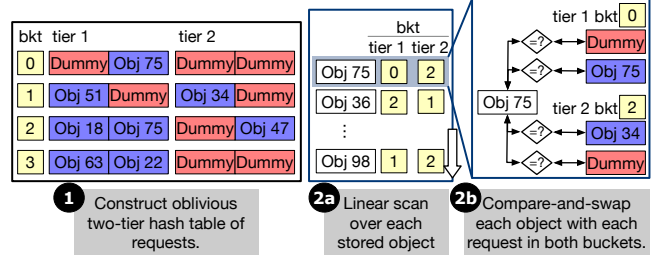 bkt tier 1 tier 2
0 Dummy Obj 75 Dummy Dummy
1 Obj 51 Dummy Obj 34 Dummy
2 Obj 18 Obj 75 Dummy Obj 47
3 Obj 63 Obj 22 Dummy Dummy
1 Construct oblivious
two-tier hash table of
requests.
bkt
tier 1 tier 2
Obj 75 0 2
Obj 36 2 1
⋮
Obj 98 1 2
2a Linear scan
over each
stored object
tier 1 bkt 0
=? Dummy
=? Obj 75
Obj 75
tier 2 bkt 2
=? Obj 34
=? Dummy
2b Compare-and-swap
each object with each
request in both buckets.